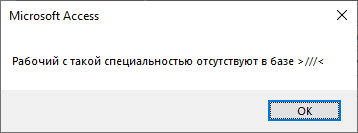 Microsoft Access
Рабочий с такой специальностью отсутствуют в базе >///<
OK